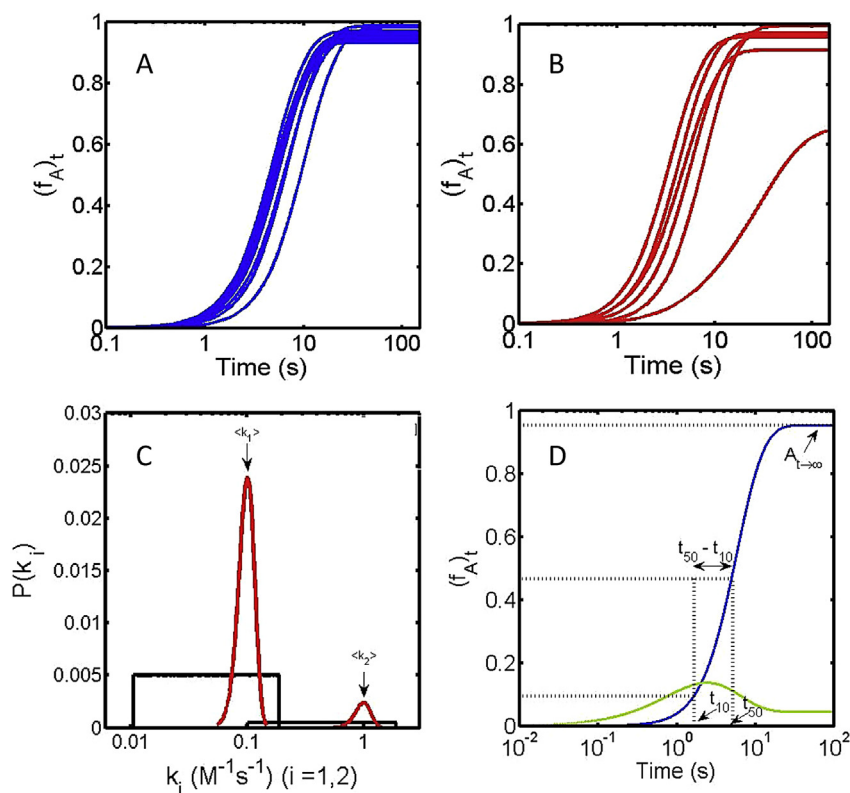 A
1
0.8
0.6
0.4
0.2
0
(f_A)_t
0.1 1 10 100
Time (s)
B
1
0.8
0.6
0.4
0.2
0
(f_A)_t
0.1 1 10 100
Time (s)
C
0.03
0.025
0.02
0.015
0.01
0.005
0
P(k_i)
<k_1>
<k_2>
0.01 0.1 1
k_i (M^-1s^-1) (i =1,2)
D
1
0.8
0.6
0.4
0.2
0
(f_A)_t
A_t→∞
t_50 - t_10
t_10
t_50
10^-2 10^-1 10^0 10^1 10^2
Time (s)